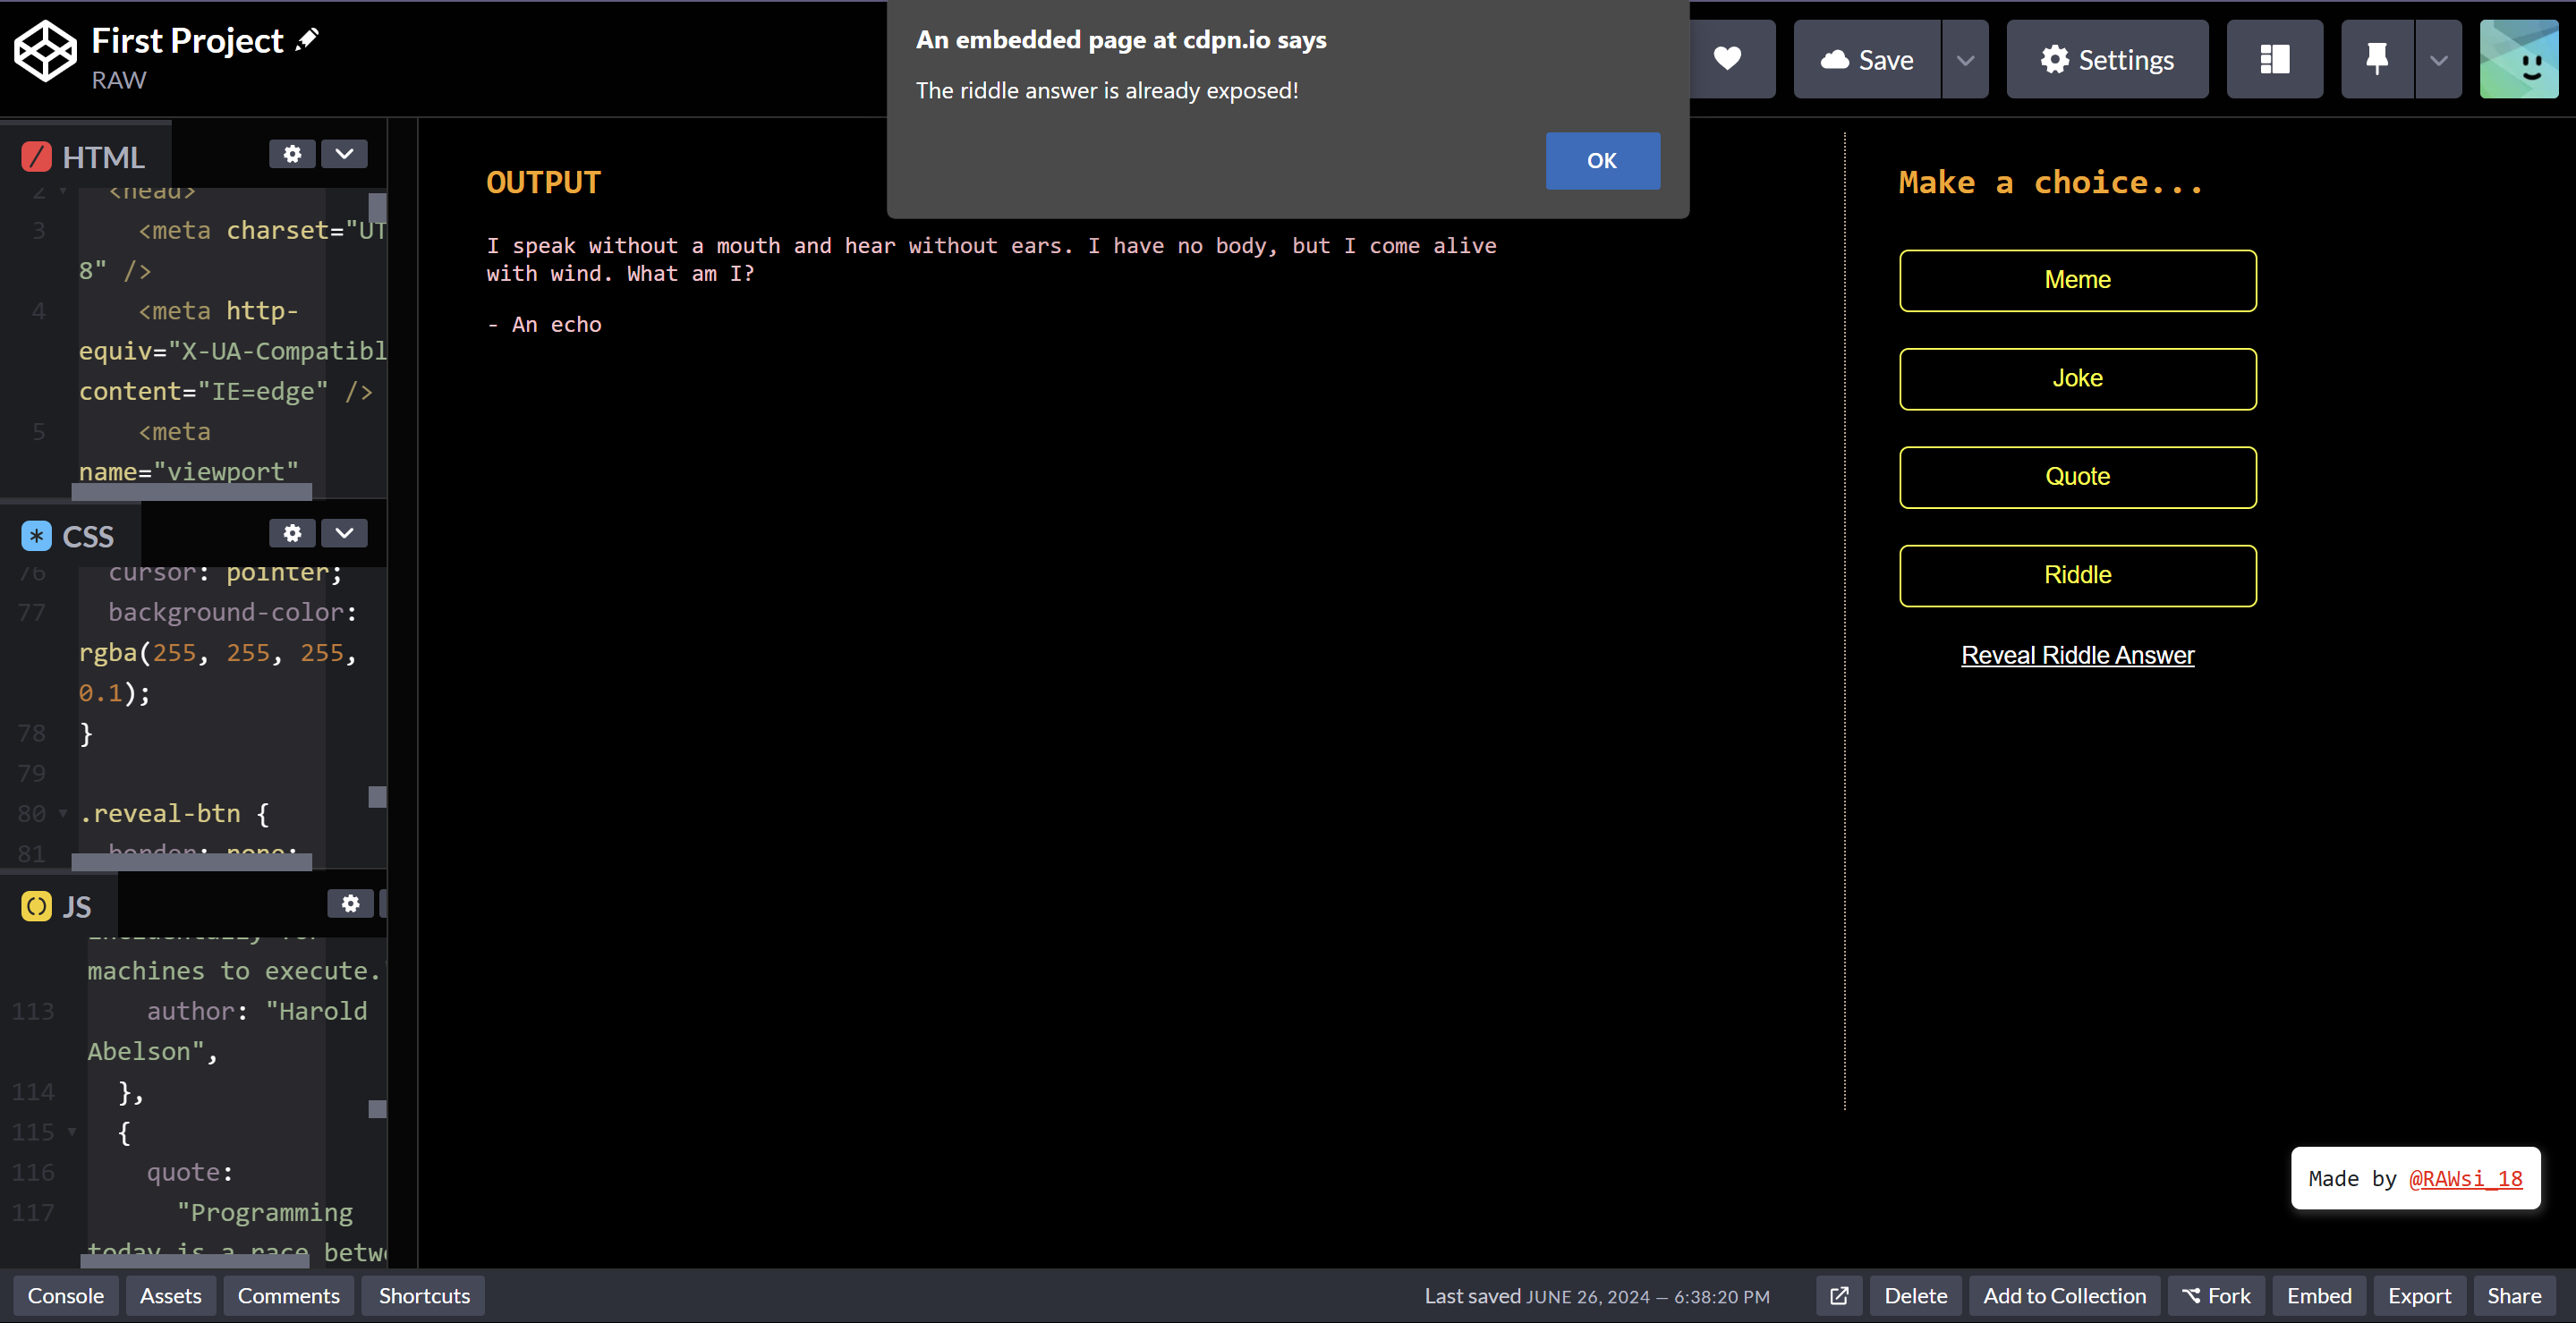 First Project
RAW
An embedded page at cdpn.io says
The riddle answer is already exposed!
OK
Save
Settings
HTML
2 <head>
3 <meta charset="UT
8" />
4 <meta http-
equiv="X-UA-Compatibl
content="IE=edge" />
5 <meta
name="viewport"
CSS
76 cursor: pointer;
77 background-color:
rgba(255, 255, 255,
0.1);
78 }
79
80 .reveal-btn {
81 border: none;
JS
machines to execute.
113 author: "Harold
Abelson",
114 },
115 {
116 quote:
117 "Programming
today is a race betw
OUTPUT
I speak without a mouth and hear without ears. I have no body, but I come alive
with wind. What am I?
- An echo
Make a choice...
Meme
Joke
Quote
Riddle
Reveal Riddle Answer
Made by @RAWsi_18
Console Assets Comments Shortcuts
Last saved JUNE 26, 2024 — 6:38:20 PM
Delete Add to Collection Fork Embed Export Share